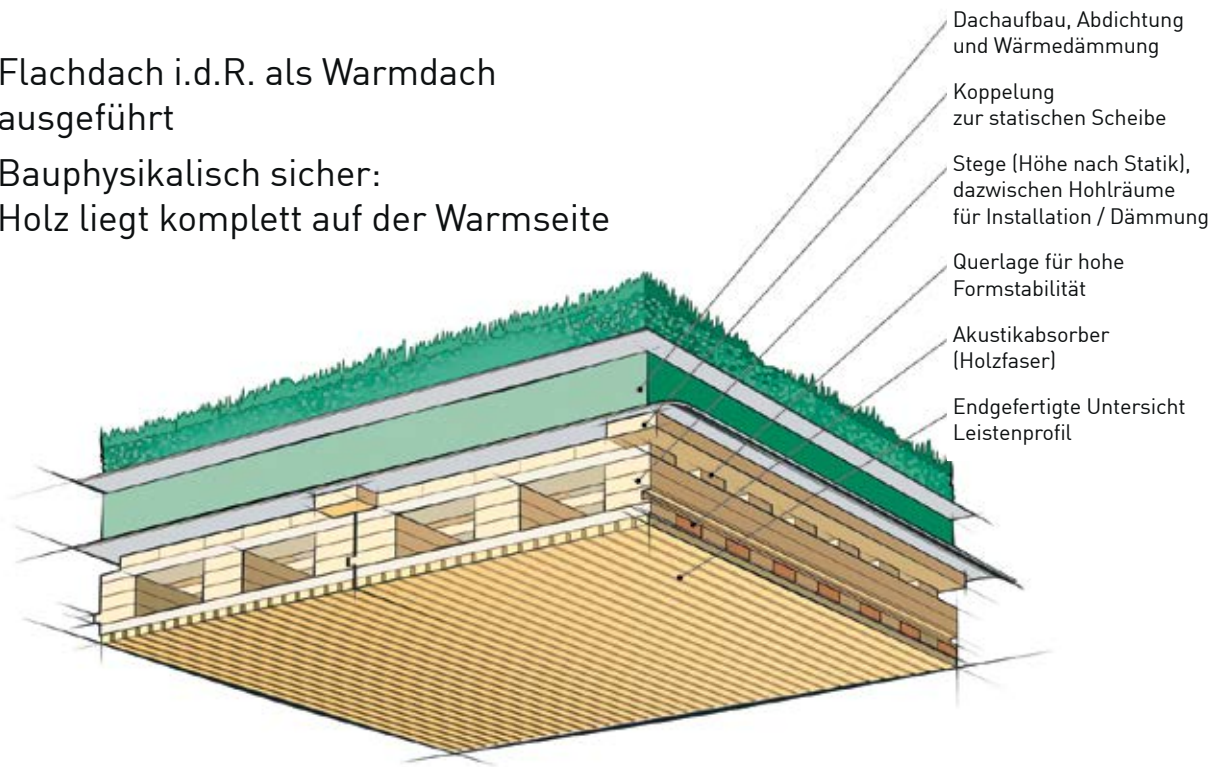 Flachdach i.d.R. als Warmdach
ausgeführt
Bauphysikalisch sicher:
Holz liegt komplett auf der Warmseite
Dachaufbau, Abdichtung
und Wärmedämmung
Koppelung
zur statischen Scheibe
Stege (Höhe nach Statik),
dazwischen Hohlräume
für Installation / Dämmung
Querlage für hohe
Formstabilität
Akustikabsorber
(Holzfaser)
Endgefertigte Untersicht
Leistenprofil